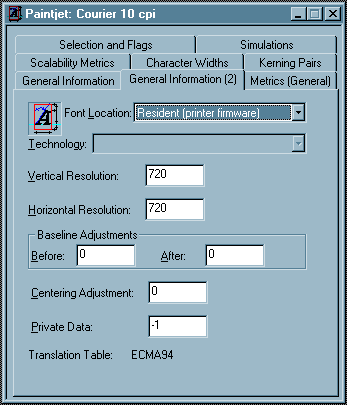 Paintjet: Courier 10 cpi
Selection and Flags Simulations
Scalability Metrics Character Widths Kerning Pairs
General Information General Information (2) Metrics (General)
Font Location: Resident (printer firmware)
Technology:
Vertical Resolution: 720
Horizontal Resolution: 720
Baseline Adjustments
Before: 0 After: 0
Centering Adjustment: 0
Private Data: -1
Translation Table: ECMA94